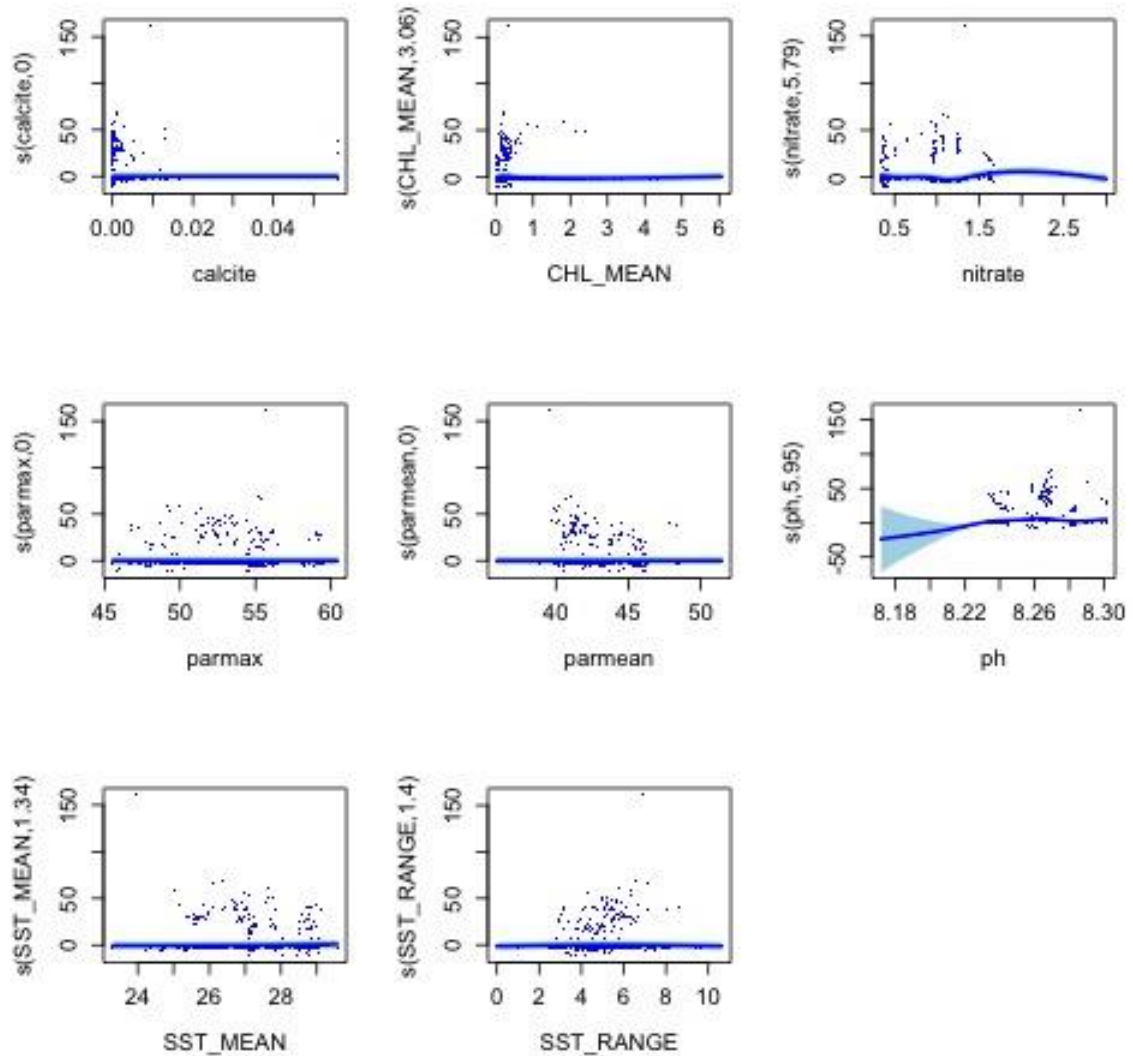 s(calcite,0)
150
50
0
0.00 0.02 0.04
calcite
s(CHL_MEAN,3.06)
150
50
0
0 1 2 3 4 5 6
CHL_MEAN
s(nitrate,5.79)
150
50
0
0.5 1.5 2.5
nitrate
s(parmax,0)
150
50
0
45 50 55 60
parmax
s(parmean,0)
150
50
0
40 45 50
parmean
s(ph,5.95)
150
50
-50
8.18 8.22 8.26 8.30
ph
s(SST_MEAN,1.34)
150
50
0
24 26 28
SST_MEAN
s(SST_RANGE,1.4)
150
50
0
0 2 4 6 8 10
SST_RANGE